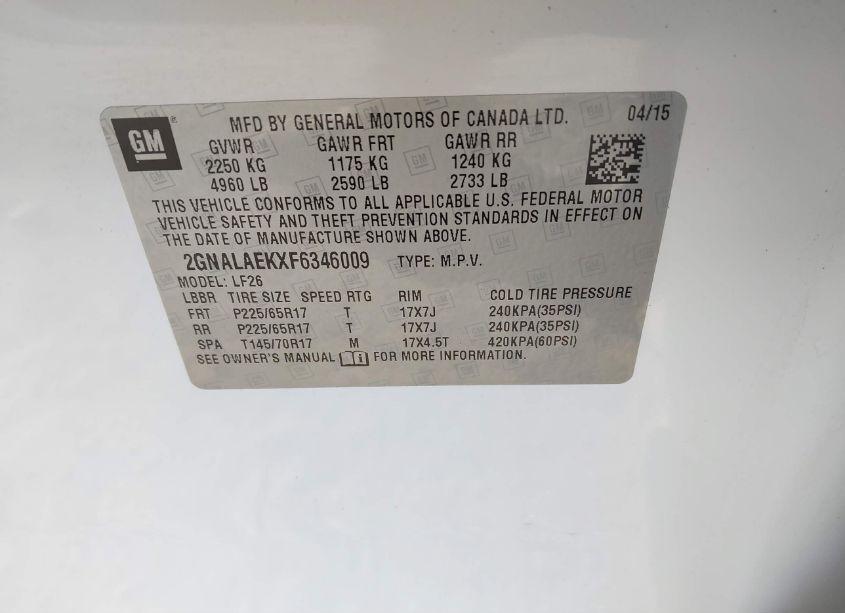 GM
MFD BY GENERAL MOTORS OF CANADA LTD. 04/15
GVWR GAWR FRT GAWR RR
2250 KG 1175 KG 1240 KG
4960 LB 2590 LB 2733 LB
THIS VEHICLE CONFORMS TO ALL APPLICABLE U.S. FEDERAL MOTOR
VEHICLE SAFETY AND THEFT PREVENTION STANDARDS IN EFFECT ON
THE DATE OF MANUFACTURE SHOWN ABOVE.
2GNALAEKXF6346009 TYPE: M.P.V.
MODEL: LF26
LBBR TIRE SIZE SPEED RTG RIM COLD TIRE PRESSURE
FRT P225/65R17 T 17X7J 240KPA(35PSI)
RR P225/65R17 T 17X7J 240KPA(35PSI)
SPA T145/70R17 M 17X4.5T 420KPA(60PSI)
SEE OWNER'S MANUAL FOR MORE INFORMATION.